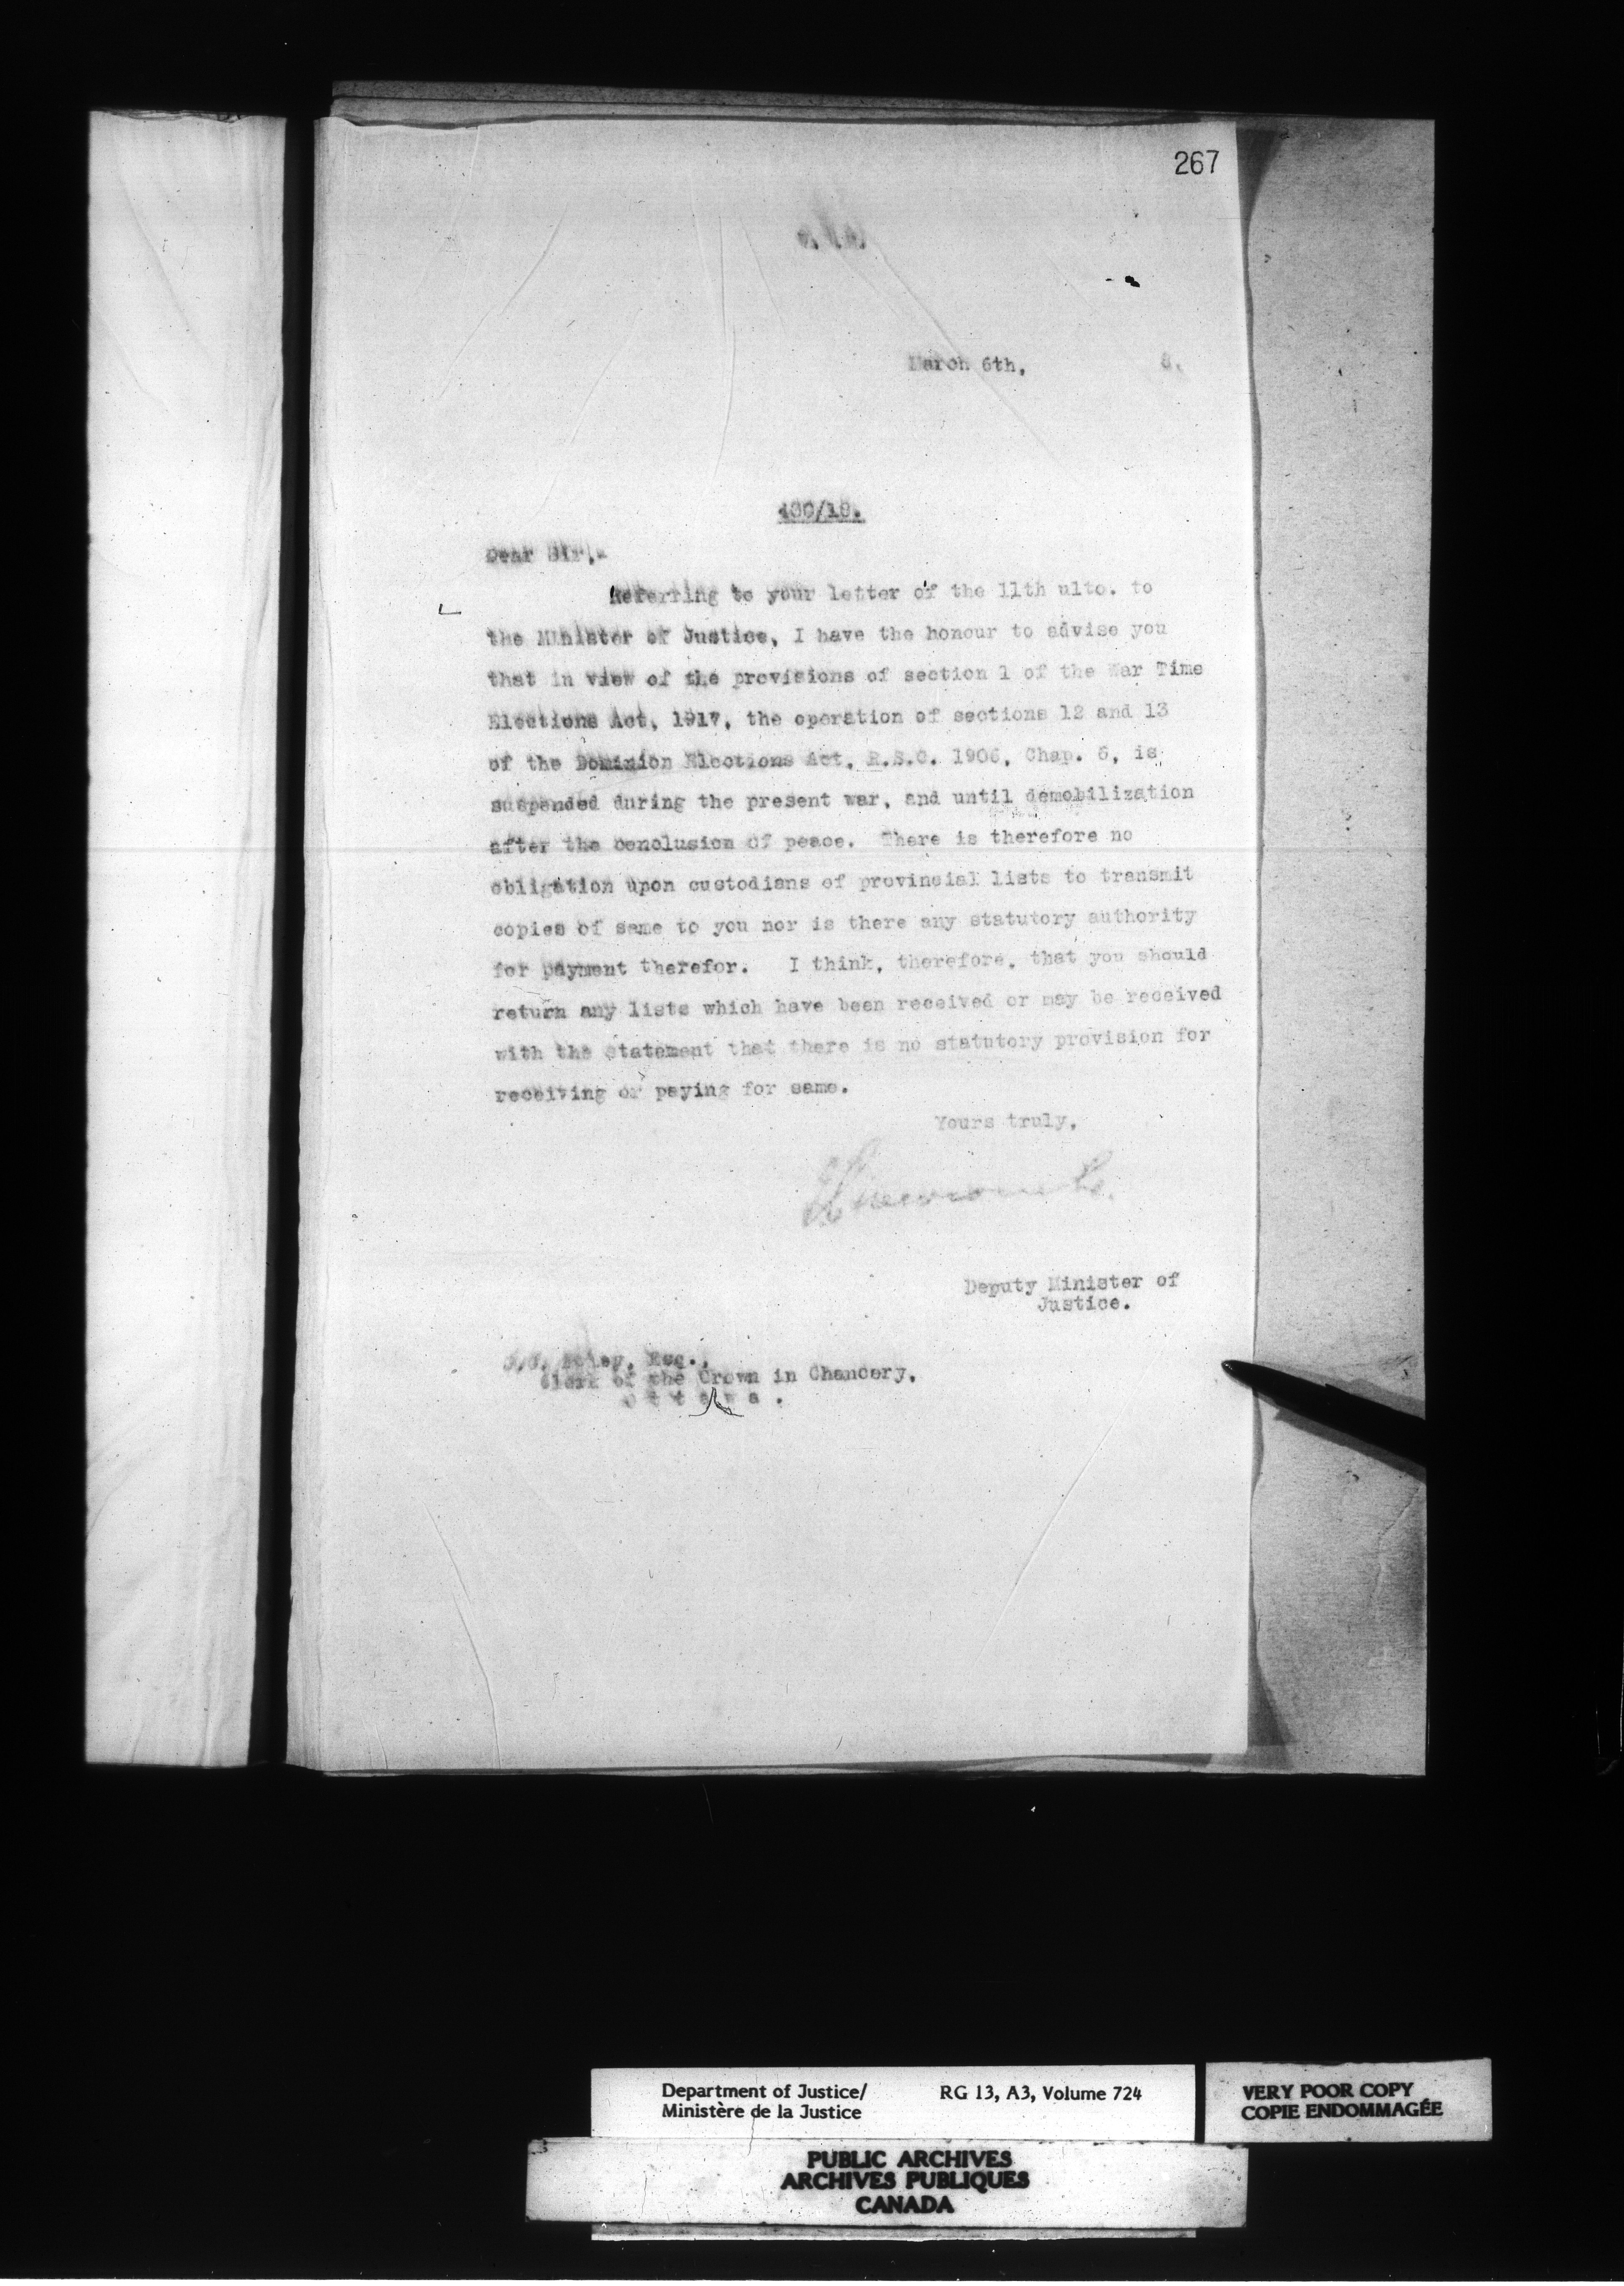 267
March 6th, 8.
Dear Sir,-
Referring to your letter of the 11th ulto. to
the Minister of Justice, I have the honour to advise you
that in view of the provisions of section 1 of the War Time
Elections Act, 1917, the operation of sections 12 and 13
of the Dominion Elections Act, R.S.C. 1906, Chap. 6, is
suspended during the present war, and until demobilization
after the conclusion of peace. There is therefore no
obligation upon custodians of provincial lists to transmit
copies of same to you nor is there any statutory authority
for payment therefor. I think, therefore, that you should
return any lists which have been received or may be received
with the statement that there is no statutory provision for
receiving or paying for same.
Yours truly,
Deputy Minister of
Justice.
Esq.,
Clerk of the Crown in Chancery,
Ottawa.
Department of Justice/
Ministère de la Justice
RG 13, A3, Volume 724
VERY POOR COPY
COPIE ENDOMMAGÉE
PUBLIC ARCHIVES
ARCHIVES PUBLIQUES
CANADA